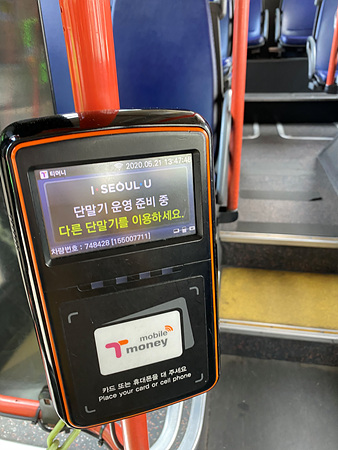 티머니 2020.05.21 13:47:48
I SEOUL U
단말기 운영 준비 중
다른 단말기를 이용하세요.
차량번호 : 748428 [155007711]
mobile
T money
카드 또는 휴대폰을 대 주세요
Place your card or cell phone